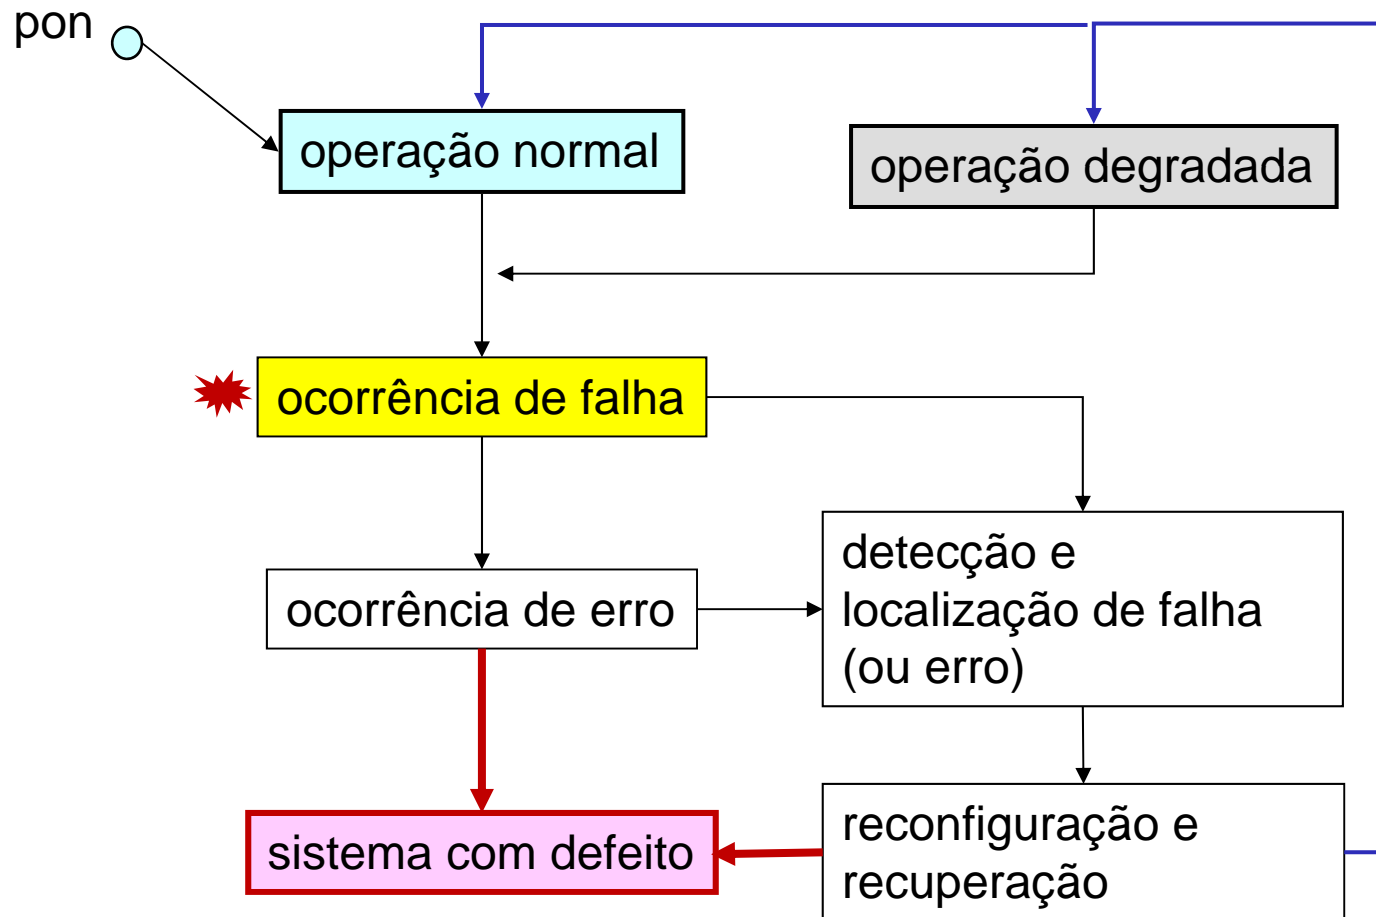 pon
operação normal
operação degradada
ocorrência de falha
ocorrência de erro
detecção e
localização de falha
(ou erro)
sistema com defeito
reconfiguração e
recuperação